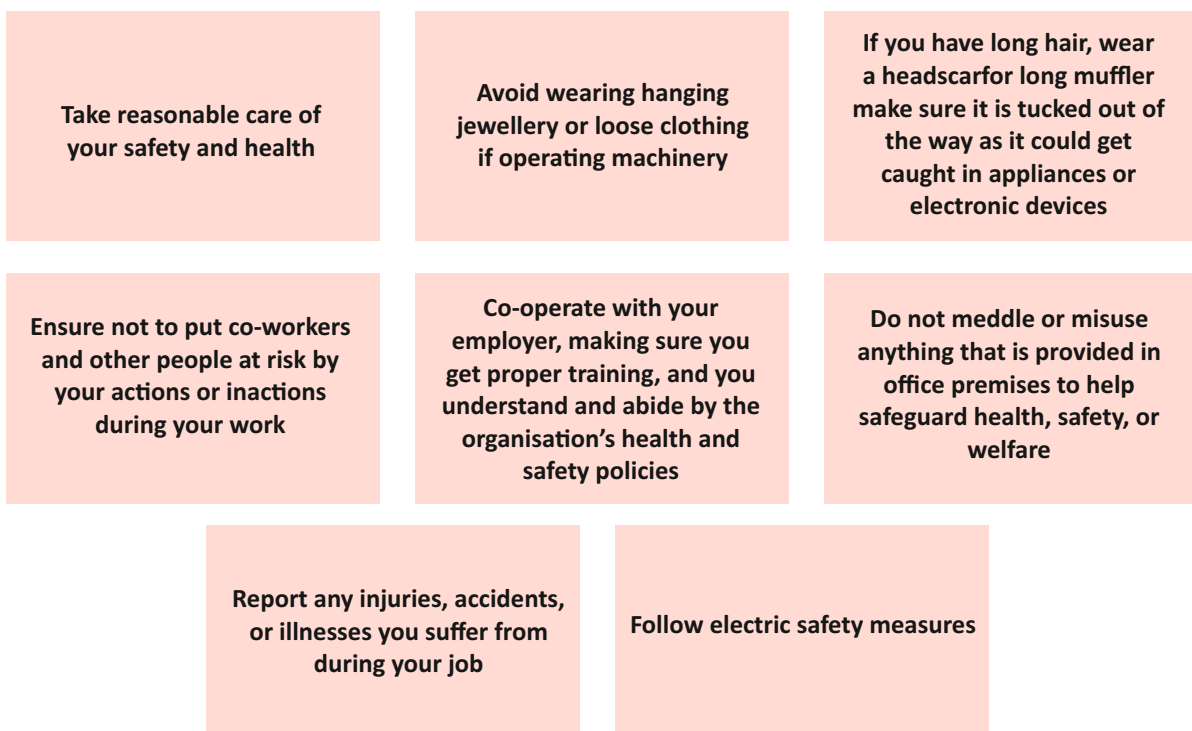 Take reasonable care of
your safety and health
Avoid wearing hanging
jewellery or loose clothing
if operating machinery
If you have long hair, wear
a headscarfor long muffler
make sure it is tucked out of
the way as it could get
caught in appliances or
electronic devices
Ensure not to put co-workers
and other people at risk by
your actions or inactions
during your work
Co-operate with your
employer, making sure you
get proper training, and you
understand and abide by the
organisation’s health and
safety policies
Do not meddle or misuse
anything that is provided in
office premises to help
safeguard health, safety, or
welfare
Report any injuries, accidents,
or illnesses you suffer from
during your job
Follow electric safety measures